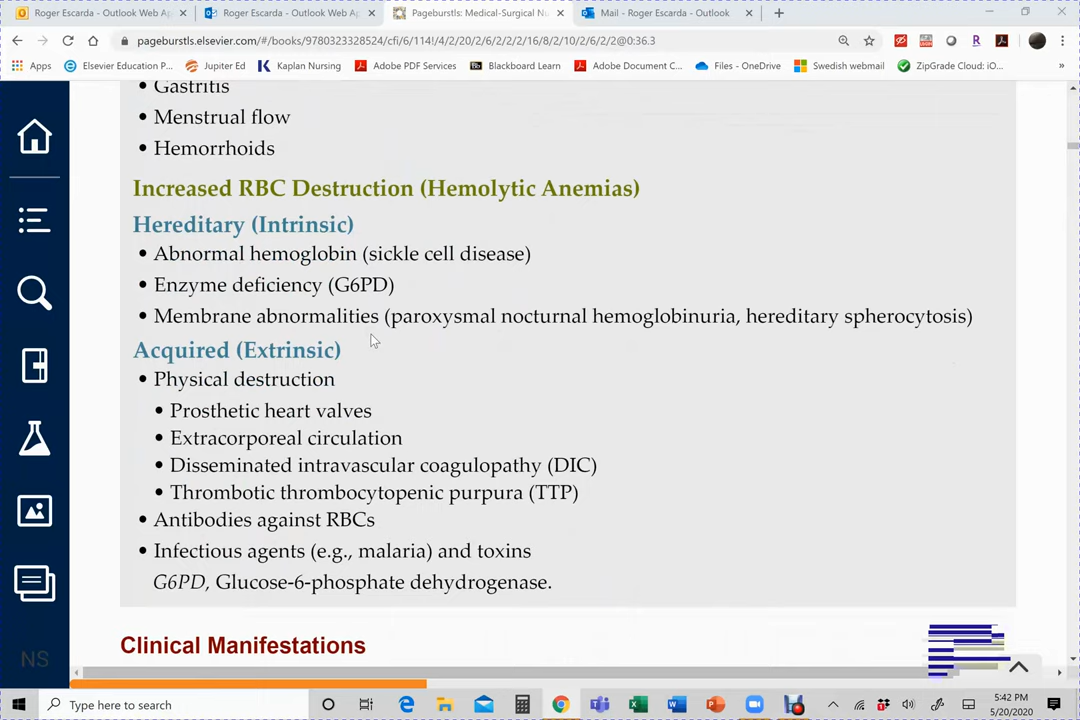 Roger Escarda - Outlook Web Ap
Roger Escarda - Outlook Web Ap
Pageburstls: Medical-Surgical Nu
Mail - Roger Escarda - Outlook
pageburstls.elsevier.com/#/books/9780323328524/cfi/6/114!/4/2/20/2/6/2/2/2/16/8/2/10/2/6/2/2@0:36.3
Apps
Elsevier Education P...
Jupiter Ed
Kaplan Nursing
Adobe PDF Services
Bb Blackboard Learn
Adobe Document C...
Files - OneDrive
Swedish webmail
ZipGrade Cloud: iO...
• Gastritis
• Menstrual flow
• Hemorrhoids
Increased RBC Destruction (Hemolytic Anemias)
Hereditary (Intrinsic)
• Abnormal hemoglobin (sickle cell disease)
• Enzyme deficiency (G6PD)
• Membrane abnormalities (paroxysmal nocturnal hemoglobinuria, hereditary spherocytosis)
Acquired (Extrinsic)
• Physical destruction
• Prosthetic heart valves
• Extracorporeal circulation
• Disseminated intravascular coagulopathy (DIC)
• Thrombotic thrombocytopenic purpura (TTP)
• Antibodies against RBCs
• Infectious agents (e.g., malaria) and toxins
G6PD, Glucose-6-phosphate dehydrogenase.
Clinical Manifestations
NS
Type here to search
5:42 PM
5/20/2020